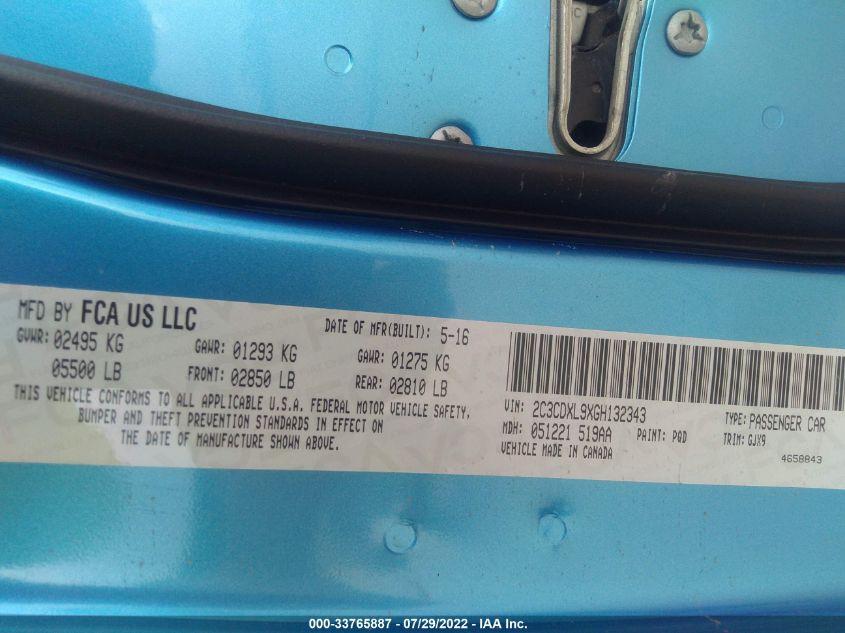 MFD BY FCA US LLC
DATE OF MFR(BUILT): 5-16
GVWR: 02495 KG
GAWR: 01293 KG
GAWR: 01275 KG
05500 LB
FRONT: 02850 LB
REAR: 02810 LB
THIS VEHICLE CONFORMS TO ALL APPLICABLE U.S.A. FEDERAL MOTOR VEHICLE SAFETY,
BUMPER AND THEFT PREVENTION STANDARDS IN EFFECT ON
THE DATE OF MANUFACTURE SHOWN ABOVE.
VIN: 2C3CDXL9XGH132343
TYPE: PASSENGER CAR
MDH: 051221 519AA
PAINT: PQD
TRIM: GJX9
VEHICLE MADE IN CANADA
4658843
000-33765887 - 07/29/2022 - IAA Inc.